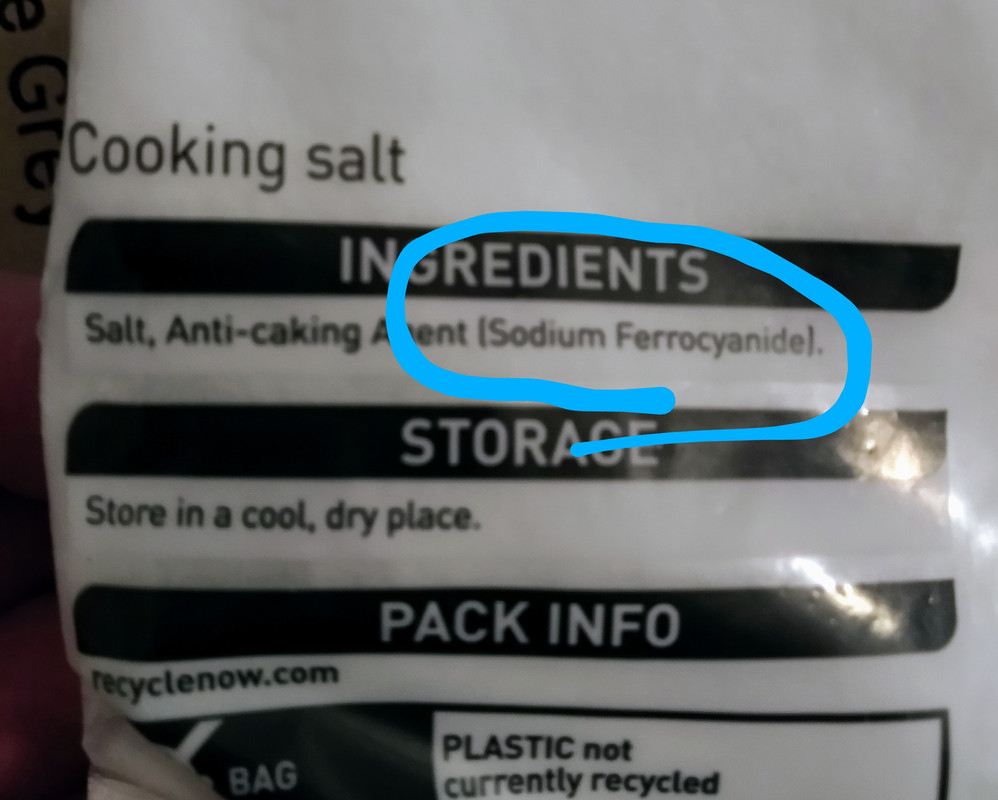 e Grey
Cooking salt
INGREDIENTS
Salt, Anti-caking Agent (Sodium Ferrocyanide).
STORAGE
Store in a cool, dry place.
PACK INFO
recyclenow.com
BAG
PLASTIC not
currently recycled